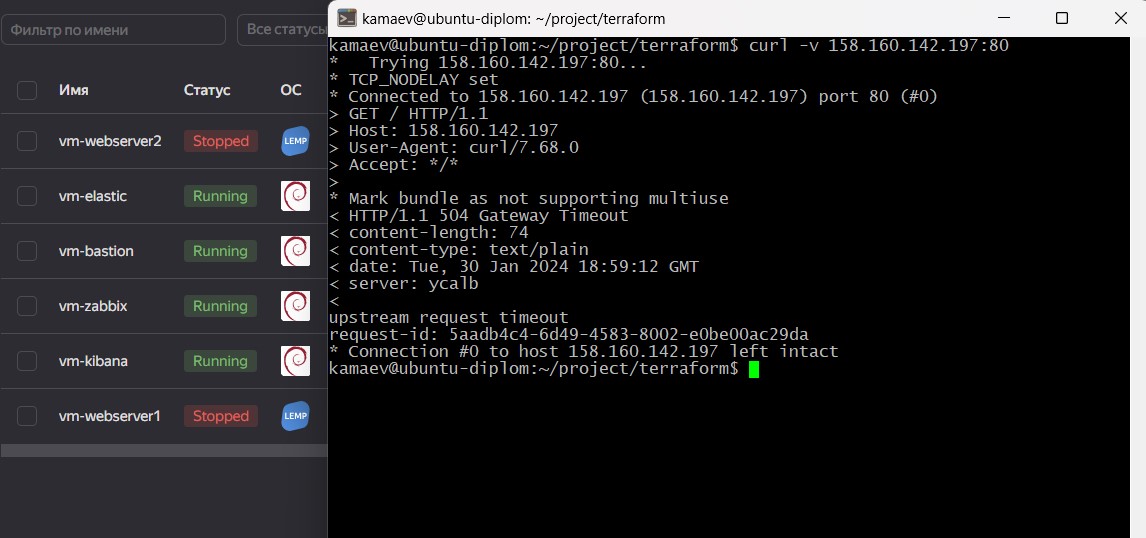 Фильтр по имени
Все статусы
Имя Статус ОС
vm-webserver2 Stopped LEMP
vm-elastic Running
vm-bastion Running
vm-zabbix Running
vm-kibana Running
vm-webserver1 Stopped LEMP
kamaev@ubuntu-diplom: ~/project/terraform
kamaev@ubuntu-diplom:~/project/terraform$ curl -v 158.160.142.197:80
*   Trying 158.160.142.197:80...
* TCP_NODELAY set
* Connected to 158.160.142.197 (158.160.142.197) port 80 (#0)
> GET / HTTP/1.1
> Host: 158.160.142.197
> User-Agent: curl/7.68.0
> Accept: */*
>
* Mark bundle as not supporting multiuse
< HTTP/1.1 504 Gateway Timeout
< content-length: 74
< content-type: text/plain
< date: Tue, 30 Jan 2024 18:59:12 GMT
< server: ycalb
<
upstream request timeout
request-id: 5aadb4c4-6d49-4583-8002-e0be00ac29da
* Connection #0 to host 158.160.142.197 left intact
kamaev@ubuntu-diplom:~/project/terraform$